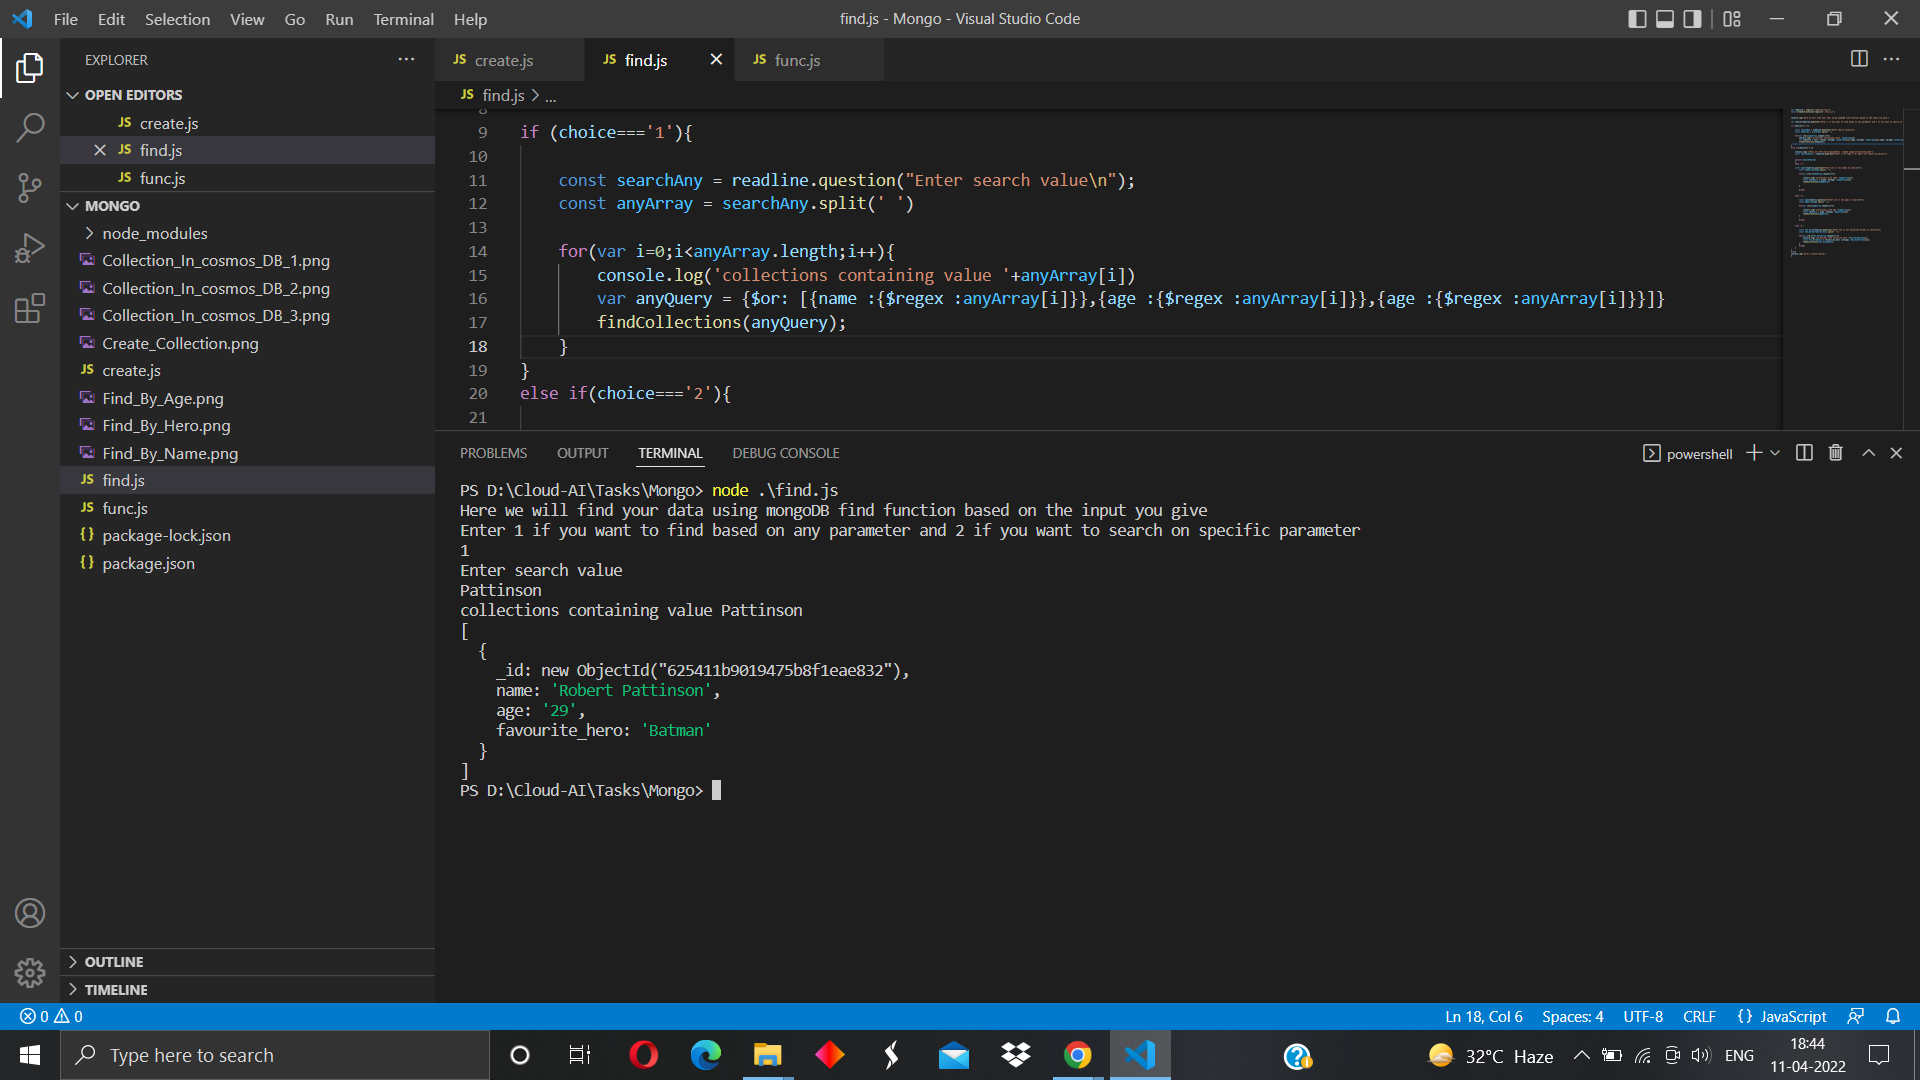 File Edit Selection View Go Run Terminal Help
find.js - Mongo - Visual Studio Code
EXPLORER
OPEN EDITORS
JS create.js
JS find.js
JS func.js
MONGO
node_modules
Collection_In_cosmos_DB_1.png
Collection_In_cosmos_DB_2.png
Collection_In_cosmos_DB_3.png
Create_Collection.png
JS create.js
Find_By_Age.png
Find_By_Hero.png
Find_By_Name.png
JS find.js
JS func.js
{} package-lock.json
{} package.json
OUTLINE
TIMELINE
JS create.js JS find.js JS func.js
JS find.js > ...
8
9 if (choice==='1'){
10
11 const searchAny = readline.question("Enter search value\n");
12 const anyArray = searchAny.split(' ')
13
14 for(var i=0;i<anyArray.length;i++){
15 console.log('collections containing value '+anyArray[i])
16 var anyQuery = {$or: [{name :{$regex :anyArray[i]}},{age :{$regex :anyArray[i]}},{age :{$regex :anyArray[i]}}]}
17 findCollections(anyQuery);
18 }
19 }
20 else if(choice==='2'){
21
PROBLEMS OUTPUT TERMINAL DEBUG CONSOLE
powershell
PS D:\Cloud-AI\Tasks\Mongo> node .\find.js
Here we will find your data using mongoDB find function based on the input you give
Enter 1 if you want to find based on any parameter and 2 if you want to search on specific parameter
1
Enter search value
Pattinson
collections containing value Pattinson
[
{
_id: new ObjectId("625411b9019475b8f1eae832"),
name: 'Robert Pattinson',
age: '29',
favourite_hero: 'Batman'
}
]
PS D:\Cloud-AI\Tasks\Mongo>
0 0
Ln 18, Col 6 Spaces: 4 UTF-8 CRLF {} JavaScript
Type here to search
32°C Haze
ENG
18:44
11-04-2022